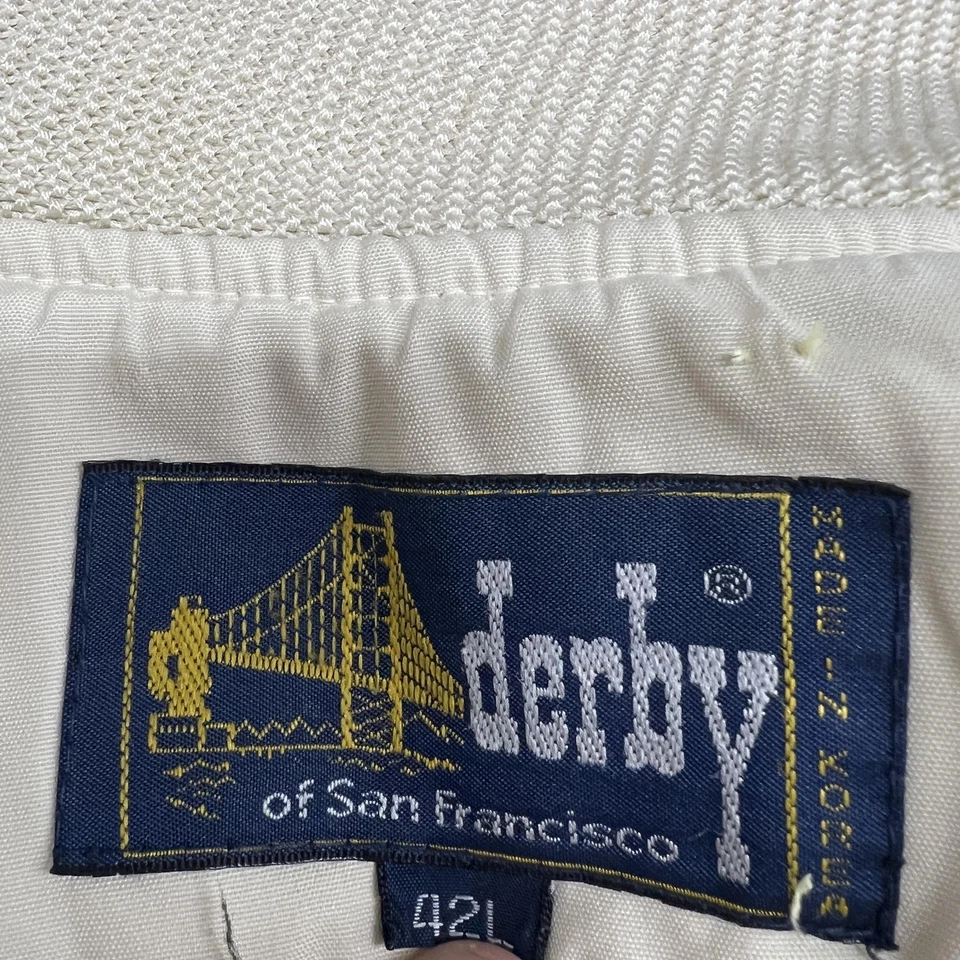 derby ®
of San Francisco
MADE IN KOREA
42L